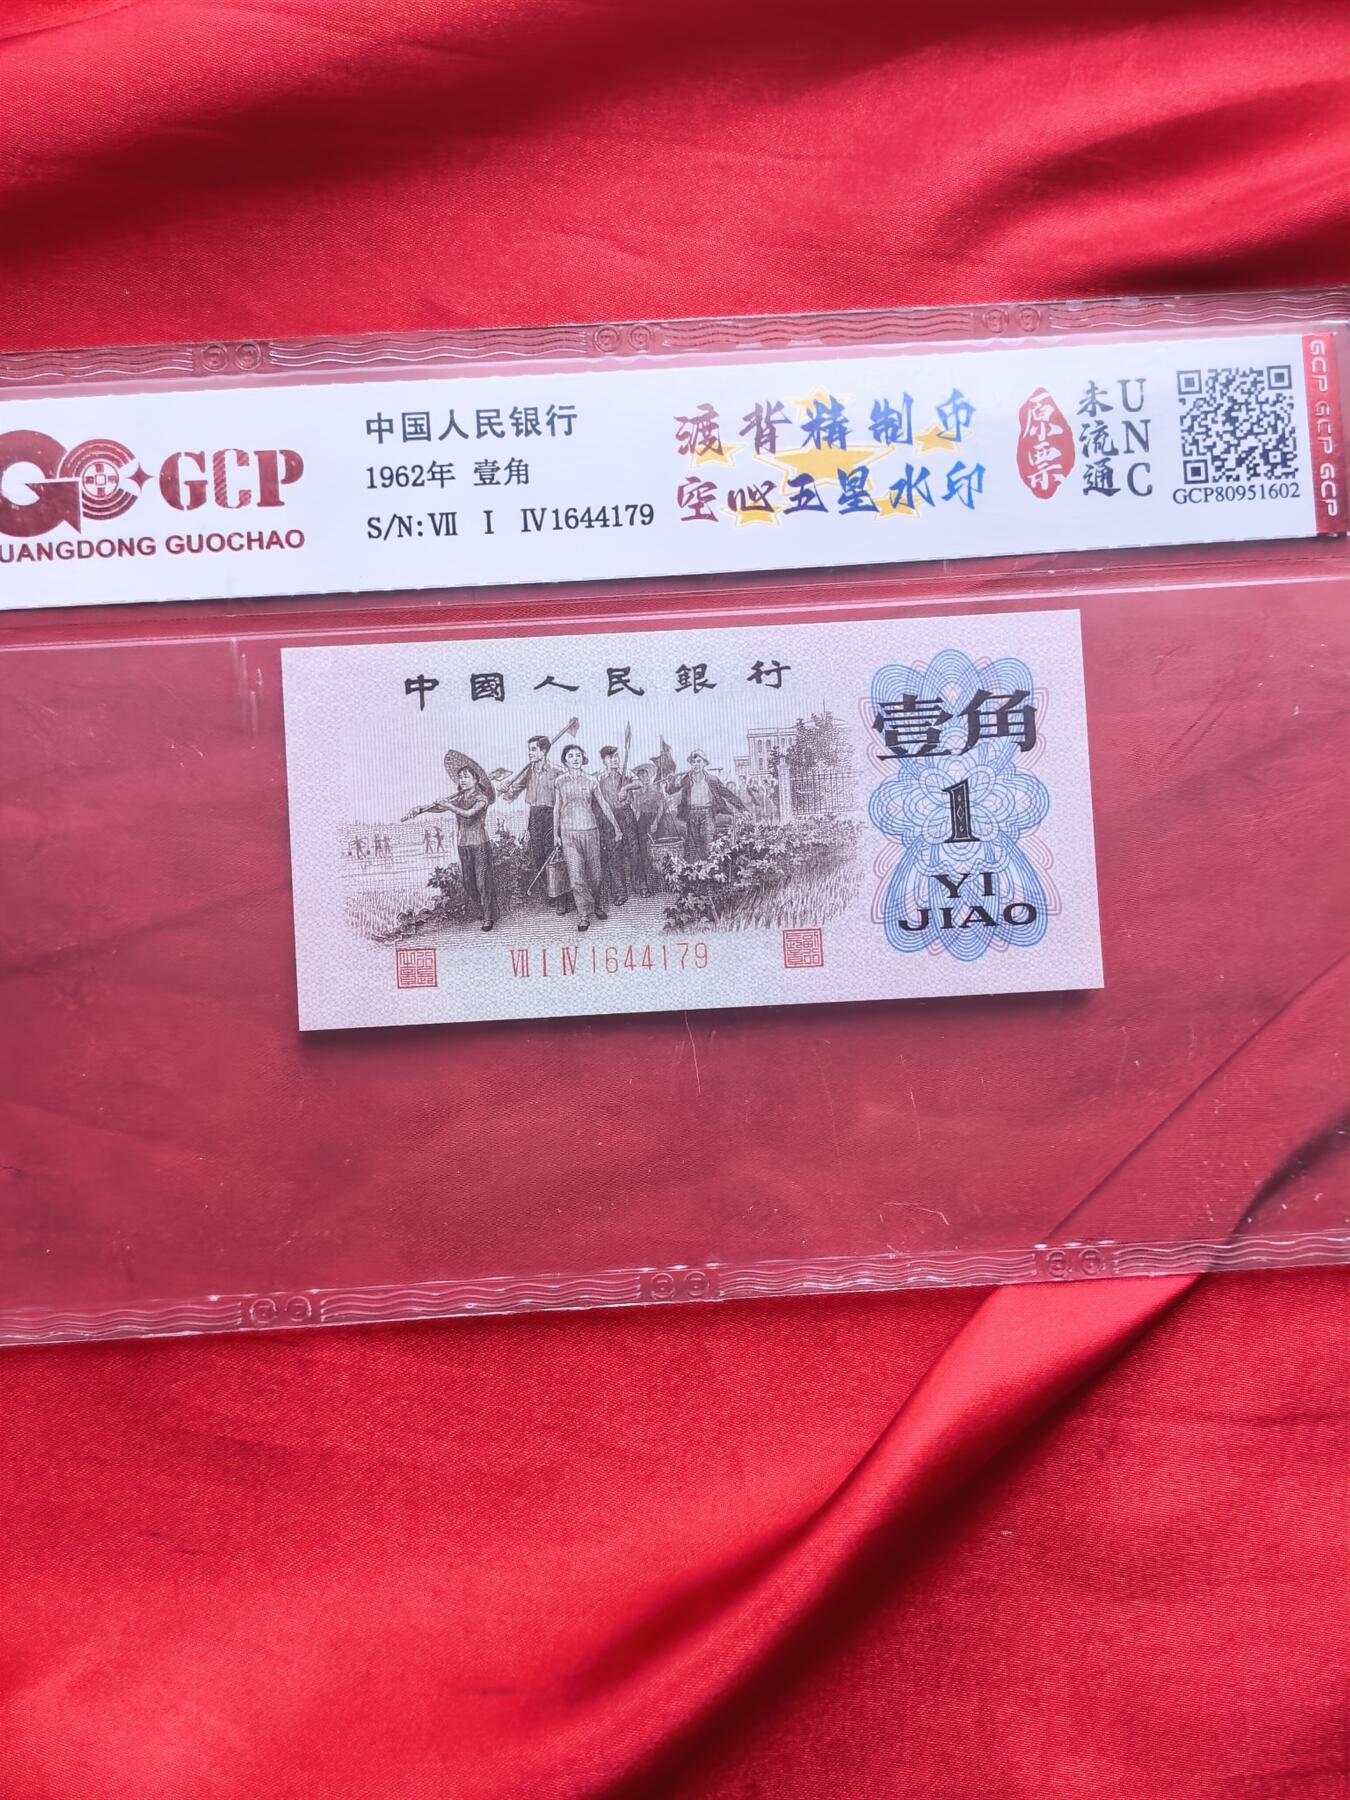 GCP
UANGDONG GUOCHAO
中国人民银行
1962年 壹角
S/N:Ⅶ Ⅰ Ⅳ1644179
渡背精制币
空心五星水印
原票
未流通
UNC
GCP80951602
GCP GCP GCP
中國人民銀行
壹角
1
YI
JIAO
Ⅶ Ⅰ Ⅳ 1644179